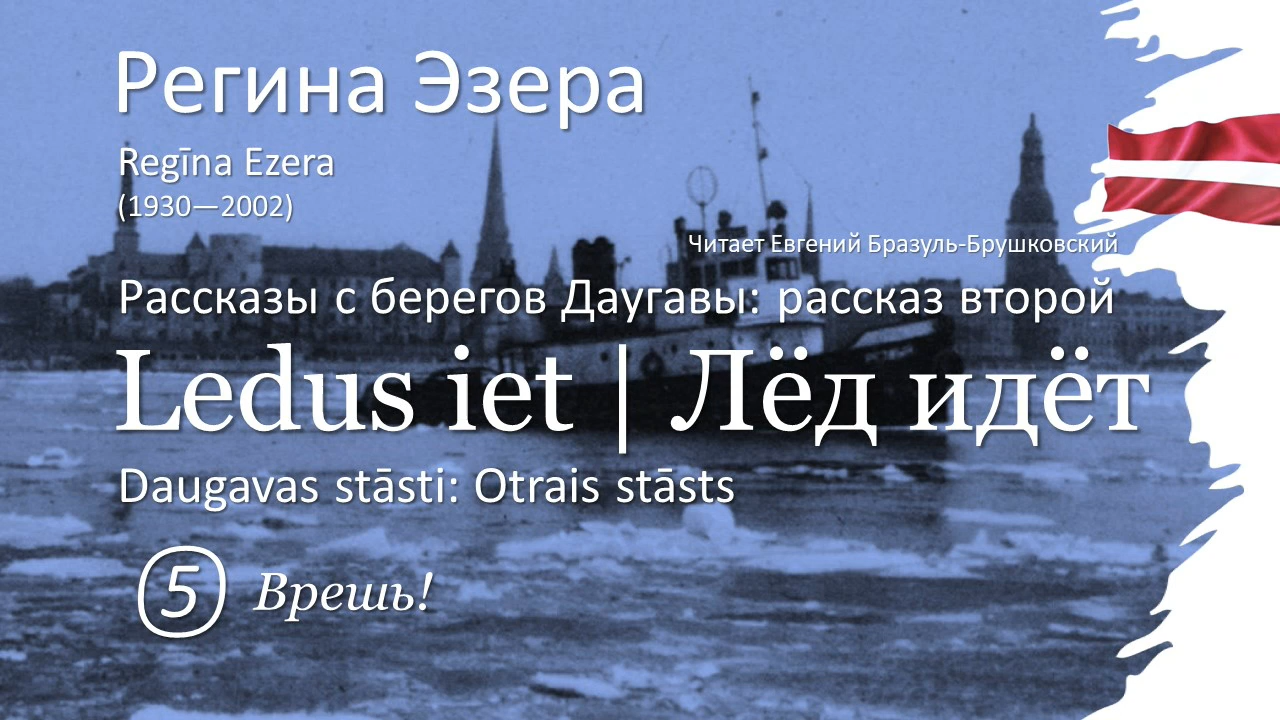 Регина Эзера
Regīna Ezera
(1930—2002)
Читает Евгений Бразуль-Брушковский
Рассказы с берегов Даугавы: рассказ второй
Ledus iet | Лёд идёт
Daugavas stāsti: Otrais stāsts
5 Врешь!